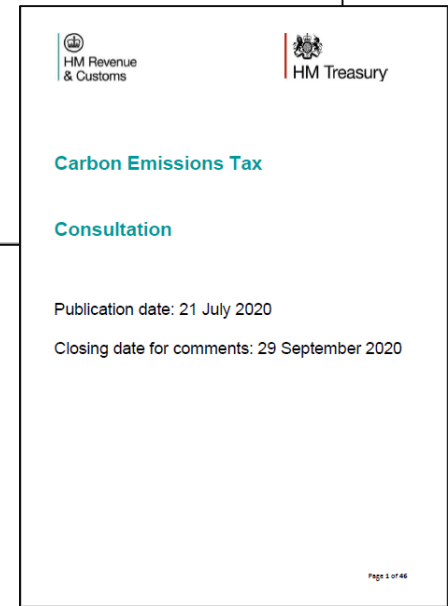 HM Revenue
& Customs
HM Treasury
Carbon Emissions Tax
Consultation
Publication date: 21 July 2020
Closing date for comments: 29 September 2020
Page 1 of 46